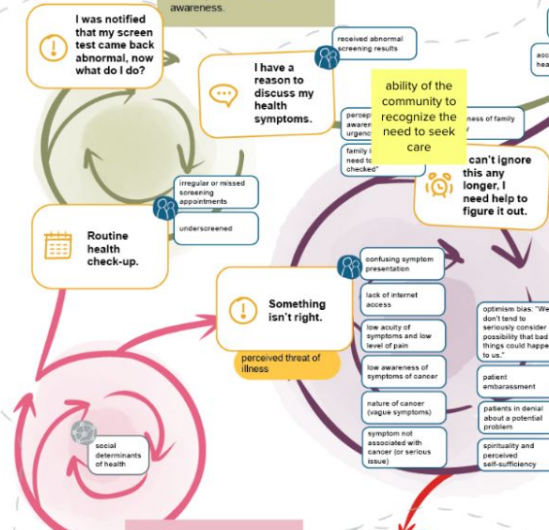 awareness.
I was notified
that my screen
test came back
abnormal, now
what do I do?
I have a
reason to
discuss my
health
symptoms.
received abnormal
screening results
ability of the
community to
recognize the
need to seek
care
ness of family
need to
checked"
can't ignore
this any
longer, I
need help to
figure it out.
irregular or missed
screening
appointments
underscreened
Routine
health
check-up.
Something
isn't right.
perceived threat of
illness
confusing symptom
presentation
lack of internet
access
low acuity of
symptoms and low
level of pain
low awareness of
symptoms of cancer
nature of cancer
(vague symptoms)
symptom not
associated with
cancer (or serious
issue)
optimism bias: "We
don't tend to
seriously consider
possibility that bad
things could happe
to us."
patient
embarassment
patients in denial
about a potential
problem
spirituality and
perceived
self-sufficiency
social
determinants
of health